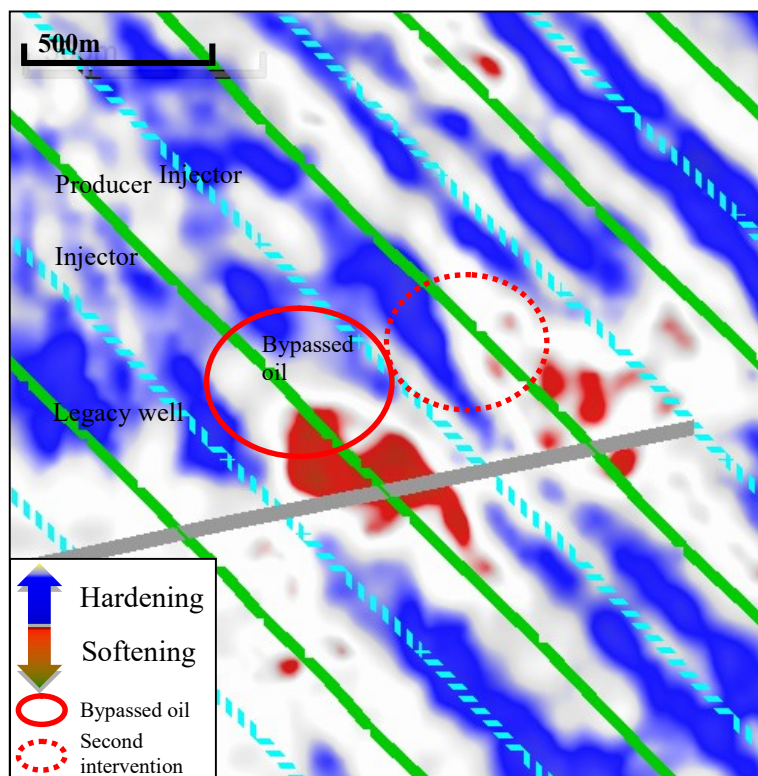 500m
Producer
Injector
Injector
Bypassed
oil
Legacy well
Hardening
Softening
Bypassed oil
Second
intervention